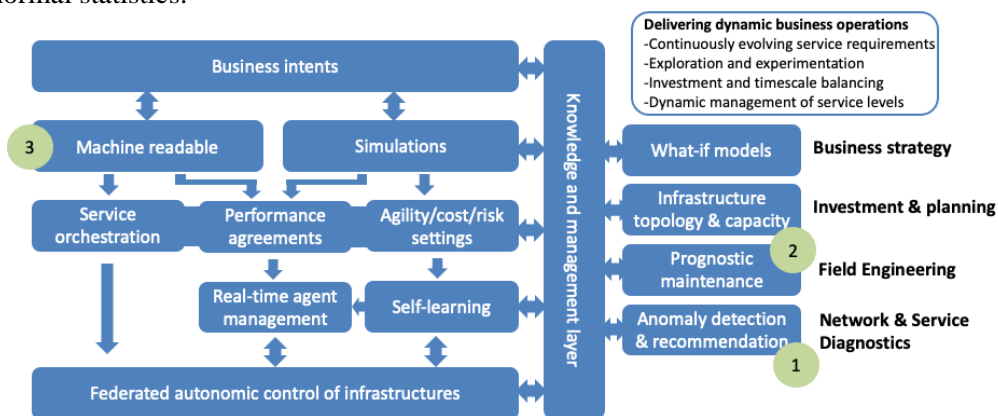 normal statistics.
Delivering dynamic business operations
-Continuously evolving service requirements
-Exploration and experimentation
-Investment and timescale balancing
-Dynamic management of service levels
Business intents
3
Machine readable
Simulations
Service
orchestration
Performance
agreements
Agility/cost/risk
settings
Real-time agent
management
Self-learning
Federated autonomic control of infrastructures
Knowledge and management layer
What-if models
Business strategy
Infrastructure
topology & capacity
Investment & planning
2
Prognostic
maintenance
Field Engineering
Anomaly detection
& recommendation
Network & Service
Diagnostics
1